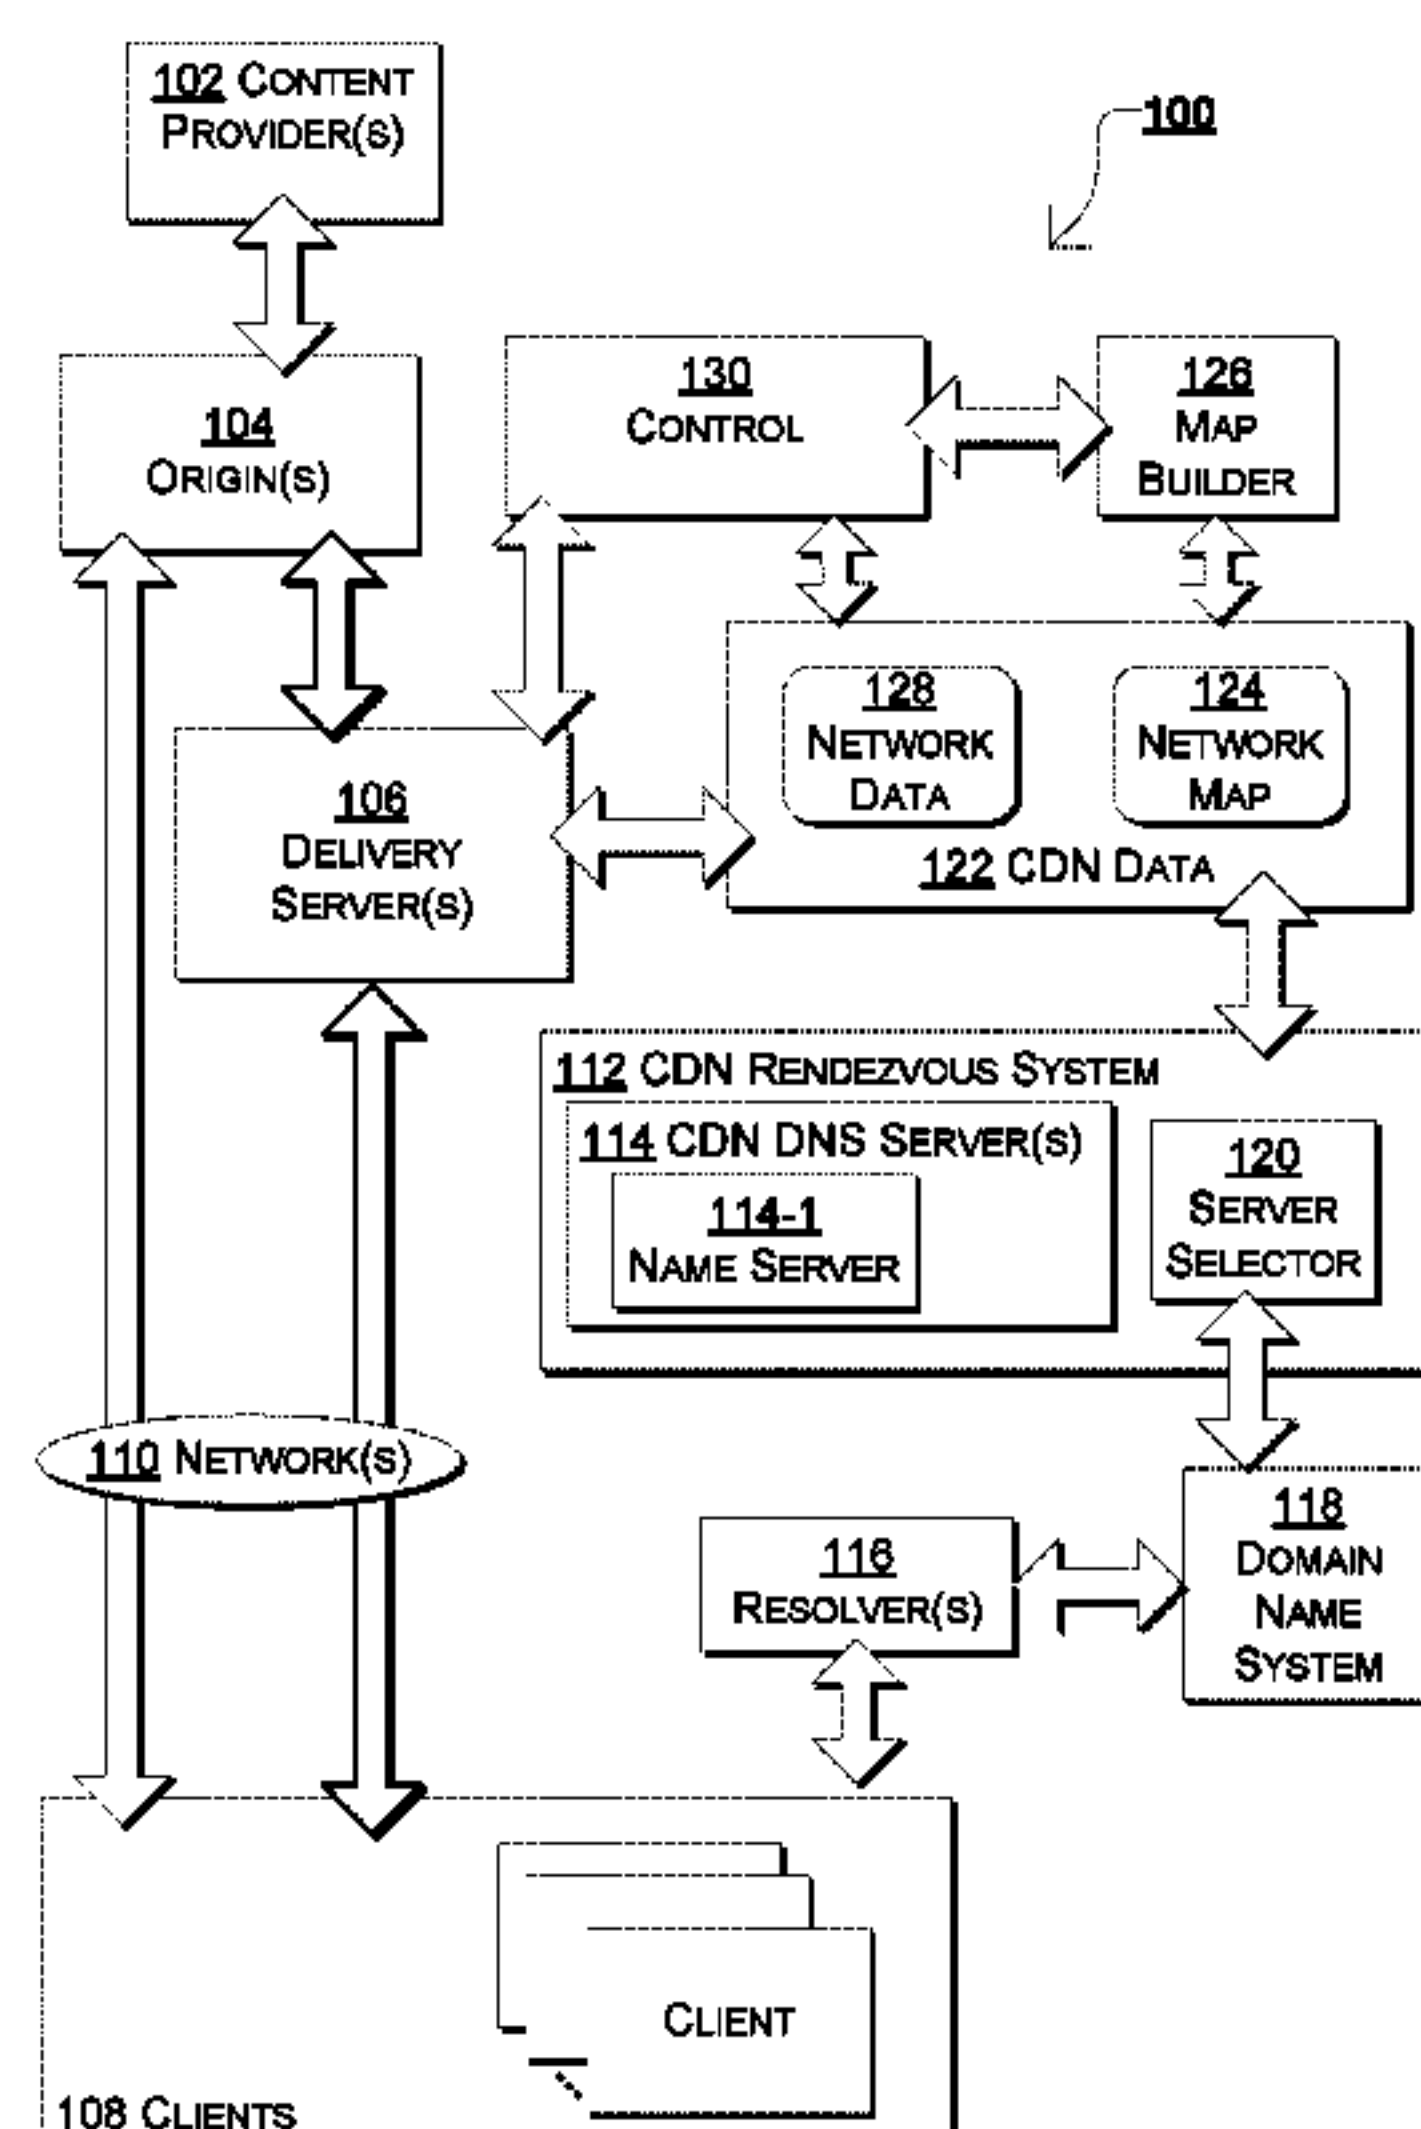 102 CONTENT
PROVIDER(S)
100
104
ORIGIN(S)
130
CONTROL
126
MAP
BUILDER
128
NETWORK
DATA
124
NETWORK
MAP
122 CDN DATA
106
DELIVERY
SERVER(S)
112 CDN RENDEZVOUS SYSTEM
114 CDN DNS SERVER(S)
114-1
NAME SERVER
120
SERVER
SELECTOR
110 NETWORK(S)
116
RESOLVER(S)
118
DOMAIN
NAME
SYSTEM
CLIENT
108 CLIENTS